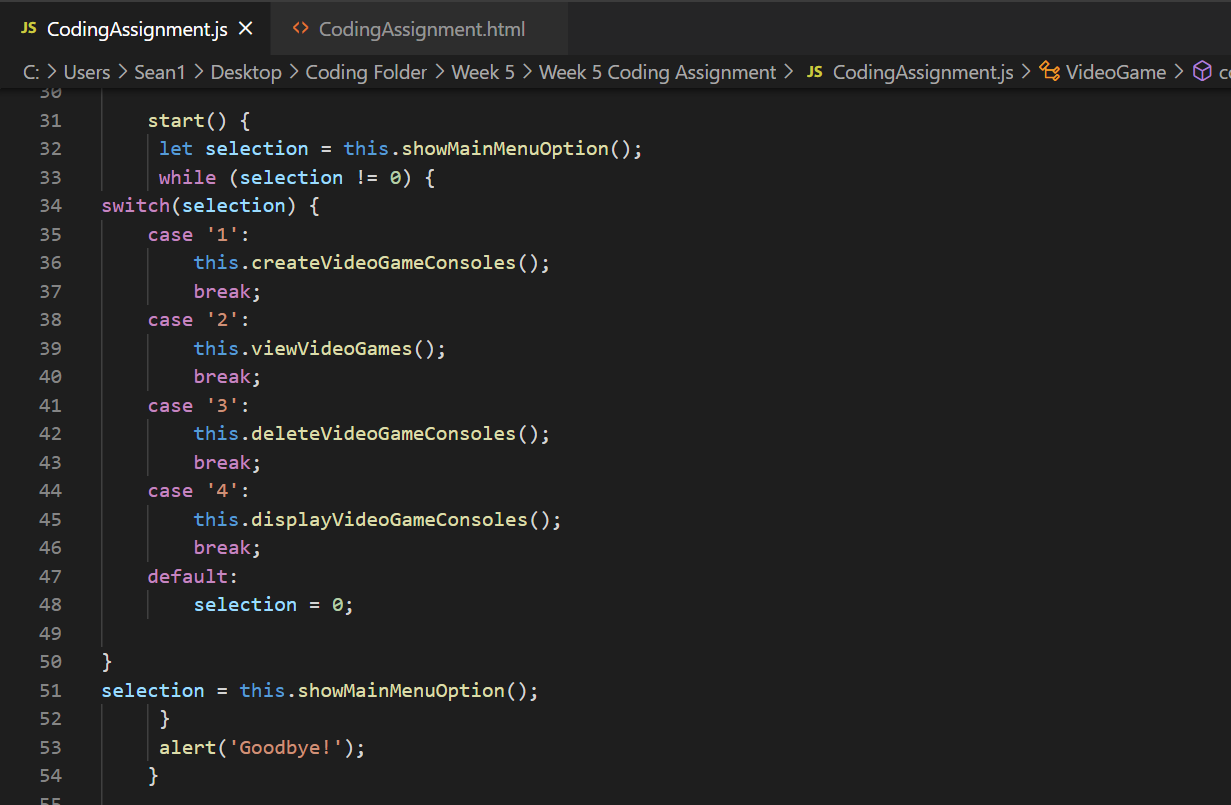 JS CodingAssignment.js ×
<> CodingAssignment.html
C: > Users > Sean1 > Desktop > Coding Folder > Week 5 > Week 5 Coding Assignment > JS CodingAssignment.js > VideoGame >
30
31 start() {
32 let selection = this.showMainMenuOption();
33 while (selection != 0) {
34 switch(selection) {
35 case '1':
36 this.createVideoGameConsoles();
37 break;
38 case '2':
39 this.viewVideoGames();
40 break;
41 case '3':
42 this.deleteVideoGameConsoles();
43 break;
44 case '4':
45 this.displayVideoGameConsoles();
46 break;
47 default:
48 selection = 0;
49
50 }
51 selection = this.showMainMenuOption();
52 }
53 alert('Goodbye!');
54 }
55